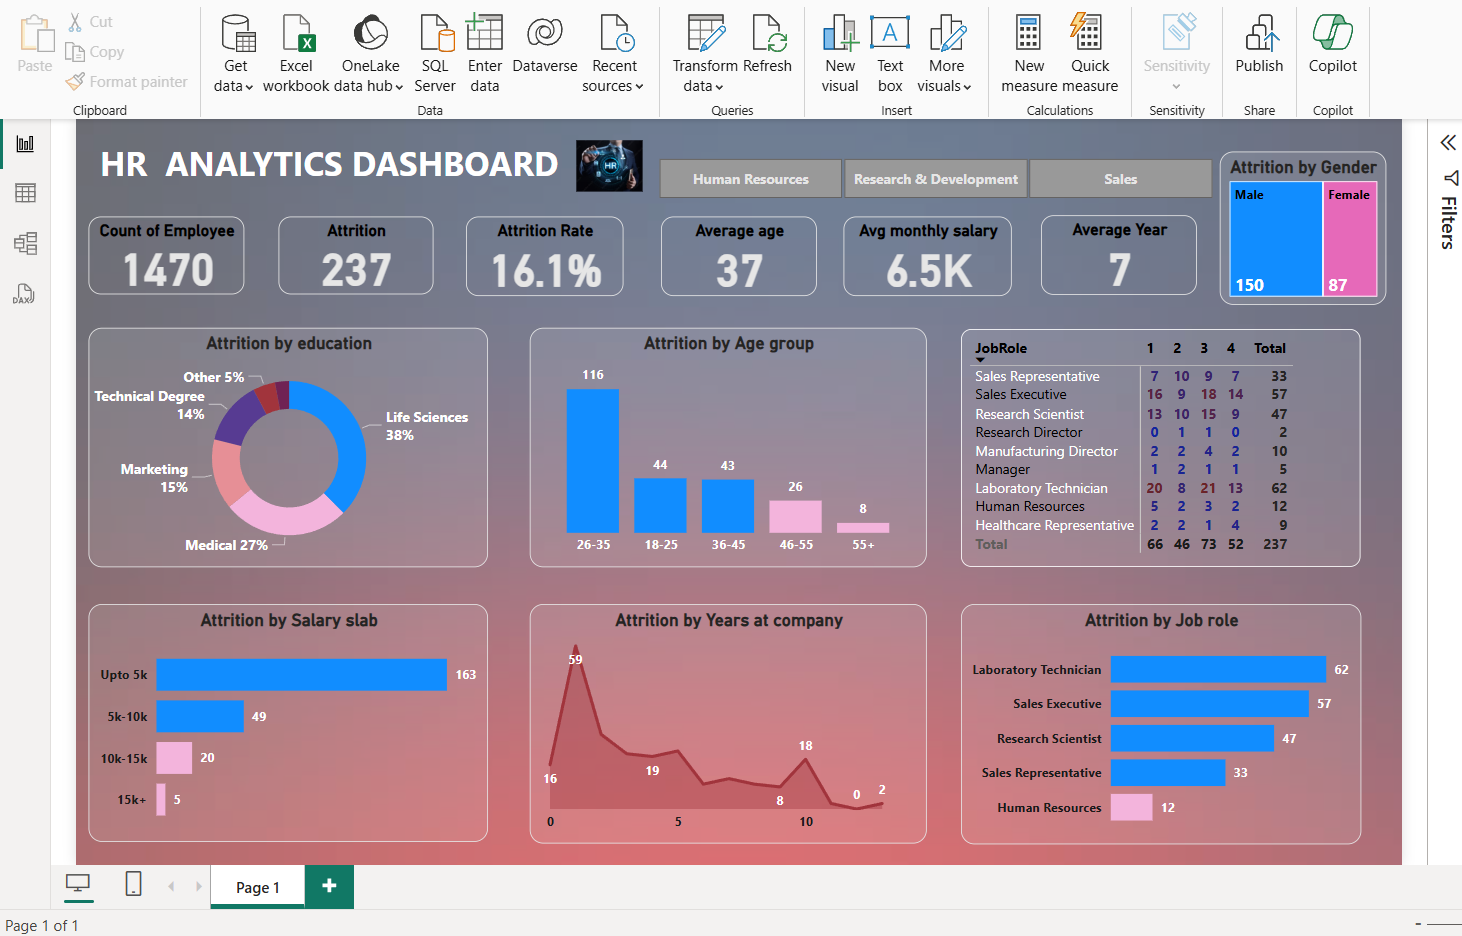 Paste
Cut
Copy
Format painter
Clipboard
Get data
Excel workbook
OneLake data hub
SQL Server
Enter data
Dataverse
Recent sources
Data
Transform data
Refresh
Queries
New visual
Text box
More visuals
Insert
New measure
Quick measure
Calculations
Sensitivity
Sensitivity
Publish
Share
Copilot
Copilot
DAX
HR ANALYTICS DASHBOARD
HR
Human Resources
Research & Development
Sales
Attrition by Gender
Male
Female
150
87
Filters
Count of Employee
1470
Attrition
237
Attrition Rate
16.1%
Average age
37
Avg monthly salary
6.5K
Average Year
7
Attrition by education
Other 5%
Technical Degree
14%
Life Sciences
38%
Marketing
15%
Medical 27%
Attrition by Age group
116
44
43
26
8
26-35
18-25
36-45
46-55
55+
JobRole 1 2 3 4 Total
Sales Representative 7 10 9 7 33
Sales Executive 16 9 18 14 57
Research Scientist 13 10 15 9 47
Research Director 0 1 1 0 2
Manufacturing Director 2 2 4 2 10
Manager 1 2 1 1 5
Laboratory Technician 20 8 21 13 62
Human Resources 5 2 3 2 12
Healthcare Representative 2 2 1 4 9
Total 66 46 73 52 237
Attrition by Salary slab
Upto 5k 163
5k-10k 49
10k-15k 20
15k+ 5
Attrition by Years at company
59
16
19
18
8
0
2
0 5 10
Attrition by Job role
Laboratory Technician 62
Sales Executive 57
Research Scientist 47
Sales Representative 33
Human Resources 12
Page 1
Page 1 of 1